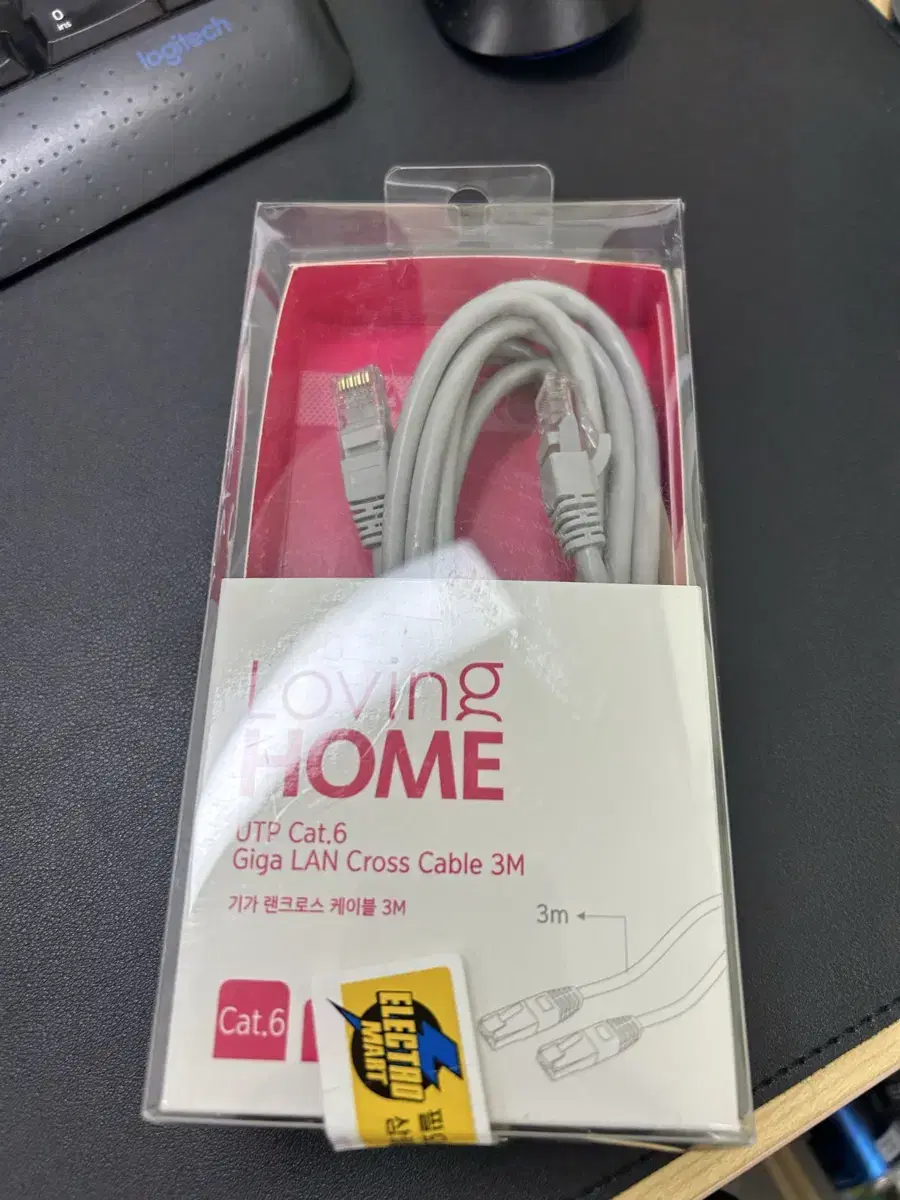 0
ins
logitech
Loving
HOME
UTP Cat.6
Giga LAN Cross Cable 3M
기가 랜크로스 케이블 3M
3m
Cat.6
ELECTRO
MART